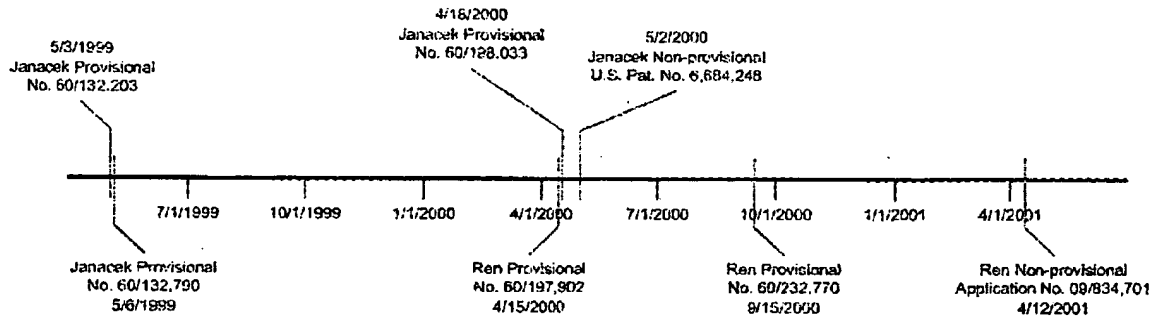 4/18/2000
Janacek Provisional
No. 60/198.033
5/3/1999
Janacek Provisional
No. 60/132.203
5/2/2000
Janacek Non-provisional
U.S. Pat. No. 6,684,248
7/1/1999
10/1/1999
1/1/2000
4/1/2000
7/1/2000
10/1/2000
1/1/2001
4/1/2001
Janacek Provisional
No. 60/132,790
5/6/1999
Ren Provisional
No. 60/197,902
4/15/2000
Ren Provisional
No. 60/232,770
9/15/2000
Ren Non-provisional
Application No. 09/834,701
4/12/2001